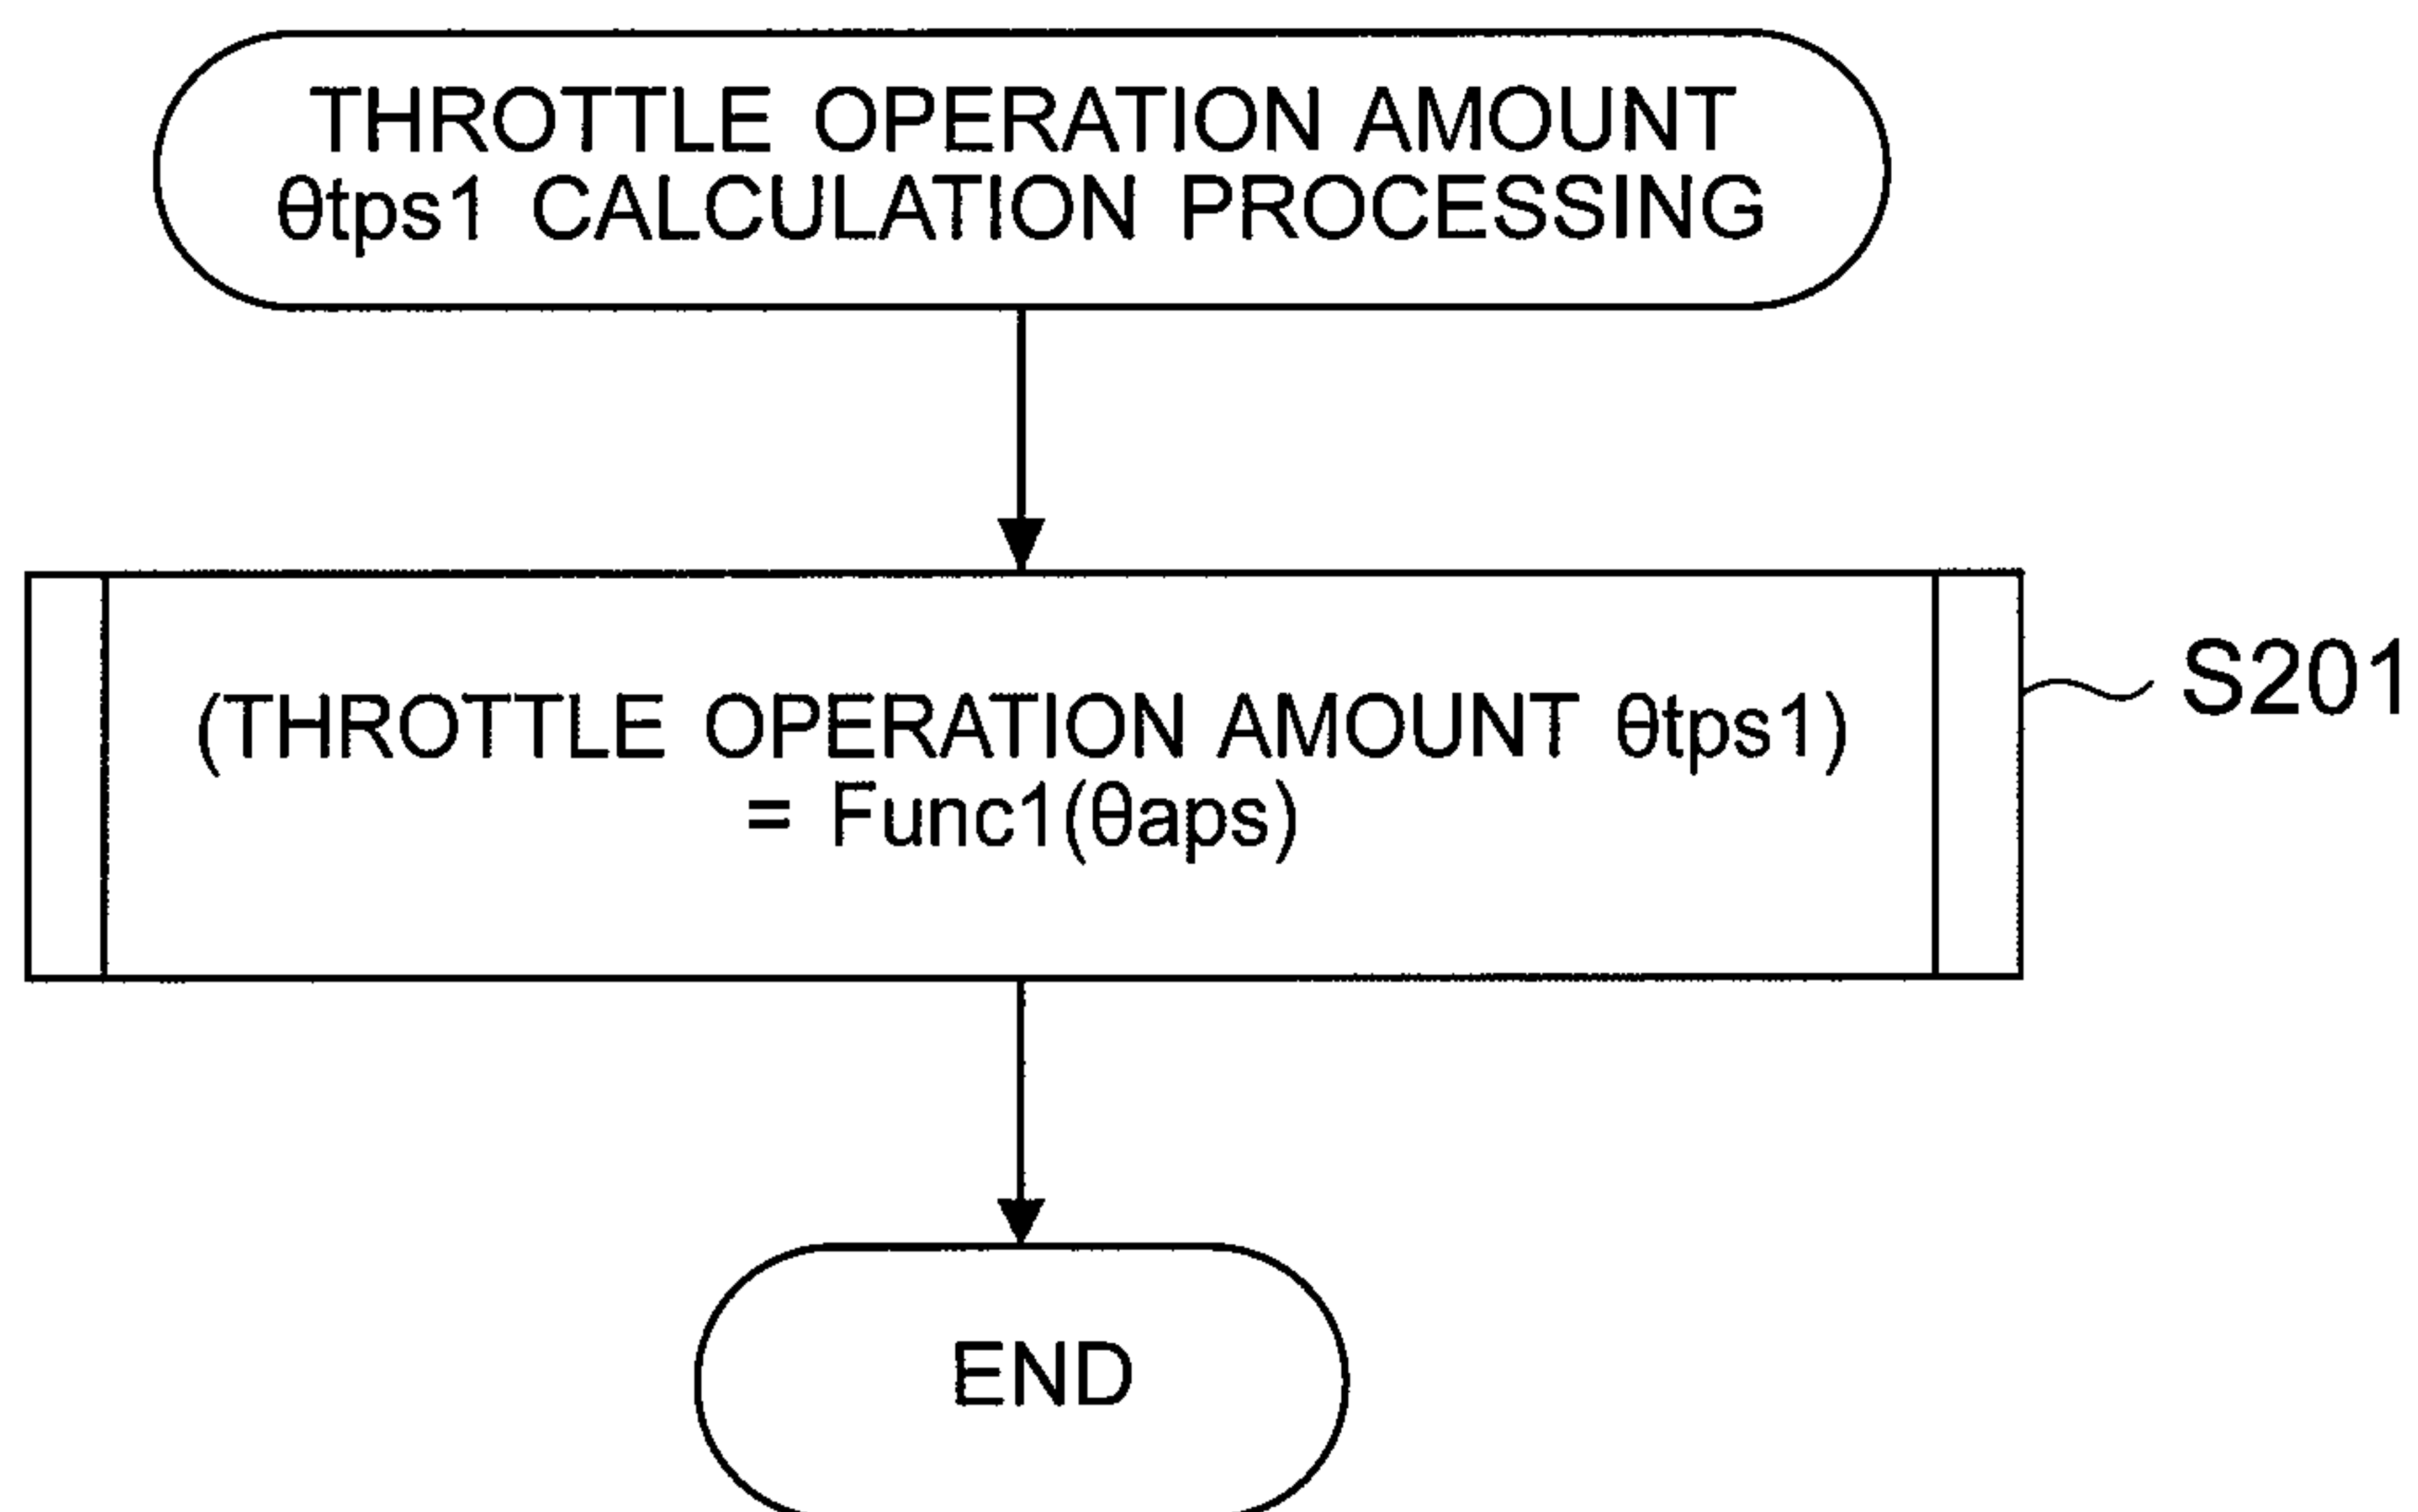 THROTTLE OPERATION AMOUNT
θtps1 CALCULATION PROCESSING
(THROTTLE OPERATION AMOUNT θtps1)
= Func1(θaps)
S201
END